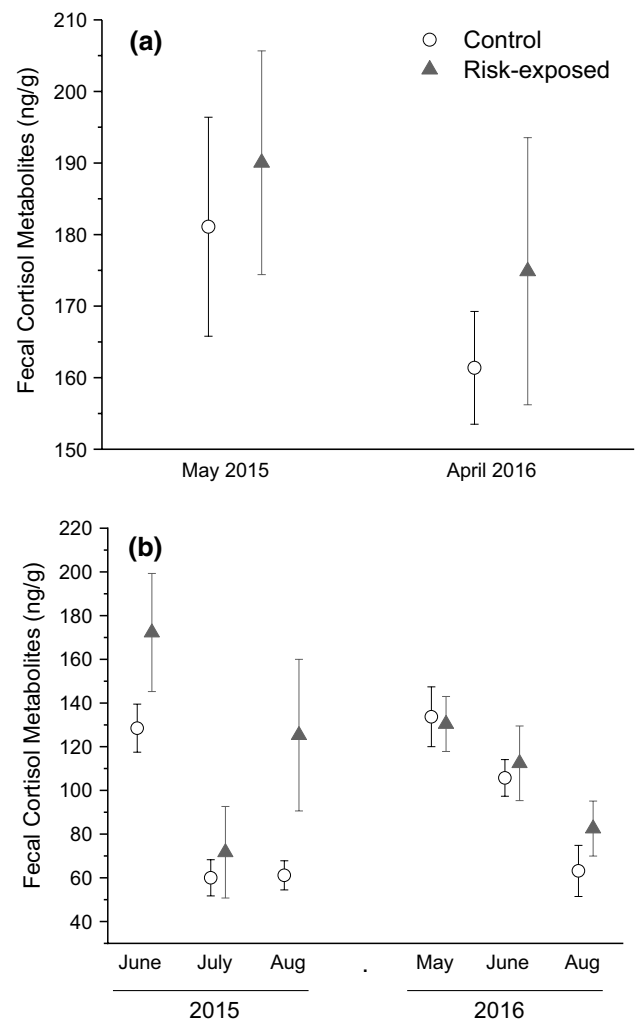 (a)
Control
Risk-exposed
Fecal Cortisol Metabolites (ng/g)
210
200
190
180
170
160
150
May 2015 April 2016
(b)
Fecal Cortisol Metabolites (ng/g)
220
200
180
160
140
120
100
80
60
40
June July Aug . May June Aug
2015 2016